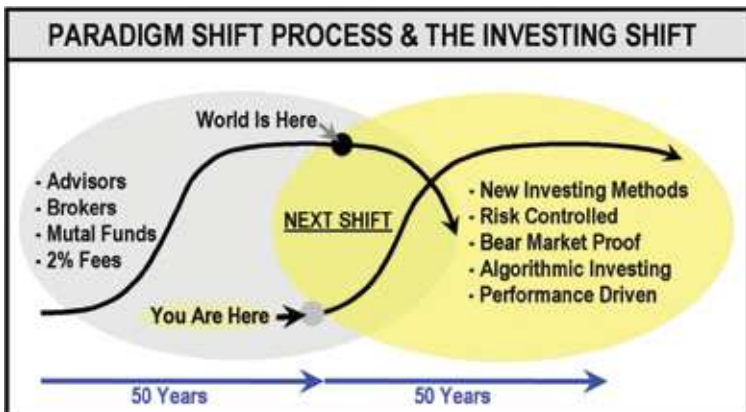 PARADIGM SHIFT PROCESS & THE INVESTING SHIFT
World Is Here
- Advisors
- Brokers
- Mutal Funds
- 2% Fees
NEXT SHIFT
- New Investing Methods
- Risk Controlled
- Bear Market Proof
- Algorithmic Investing
- Performance Driven
You Are Here
50 Years
50 Years